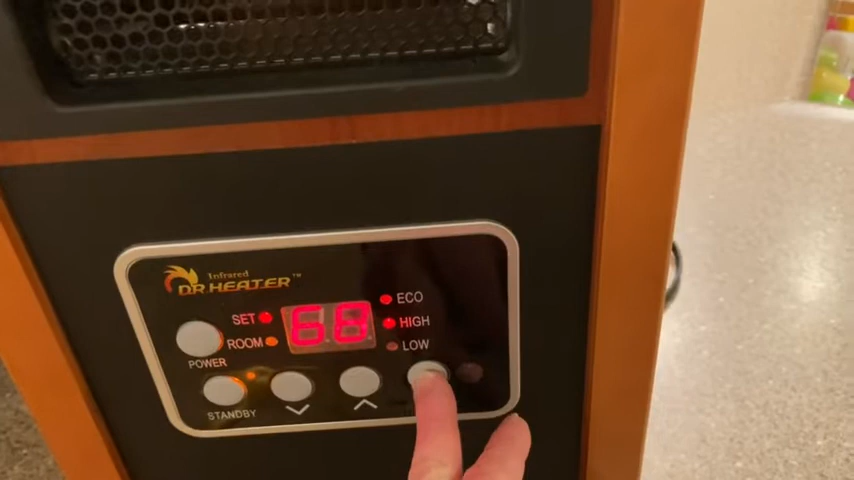 Infrared
DR. HEATER™
SET
ROOM
68
ECO
HIGH
LOW
POWER
STANDBY